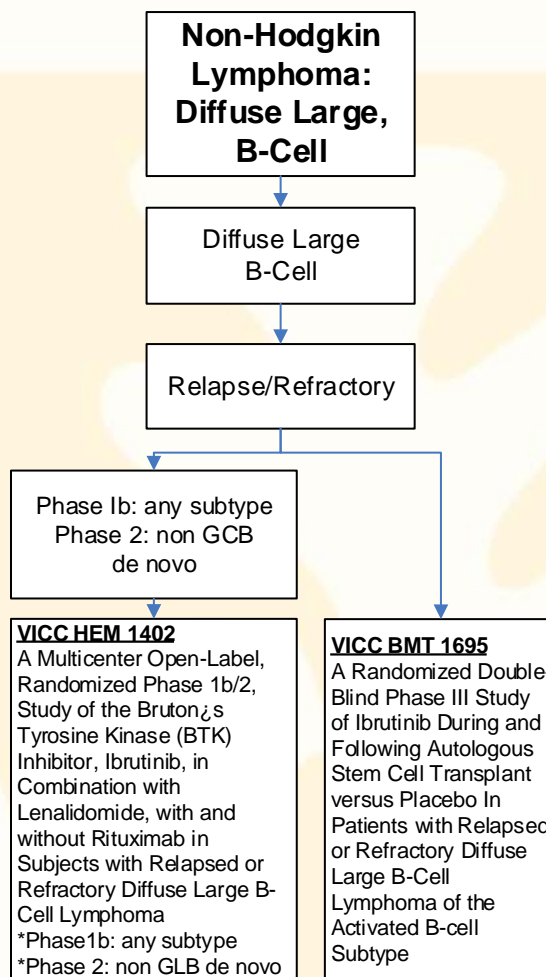 Non-Hodgkin
Lymphoma:
Diffuse Large,
B-Cell
Diffuse Large
B-Cell
Relapse/Refractory
Phase Ib: any subtype
Phase 2: non GCB
de novo
VICC HEM 1402
A Multicenter Open-Label,
Randomized Phase 1b/2,
Study of the Bruton¿s
Tyrosine Kinase (BTK)
Inhibitor, Ibrutinib, in
Combination with
Lenalidomide, with and
without Rituximab in
Subjects with Relapsed or
Refractory Diffuse Large B-
Cell Lymphoma
*Phase1b: any subtype
*Phase 2: non GLB de novo
VICC BMT 1695
A Randomized Double
Blind Phase III Study
of Ibrutinib During and
Following Autologous
Stem Cell Transplant
versus Placebo In
Patients with Relapsed
or Refractory Diffuse
Large B-Cell
Lymphoma of the
Activated B-cell
Subtype